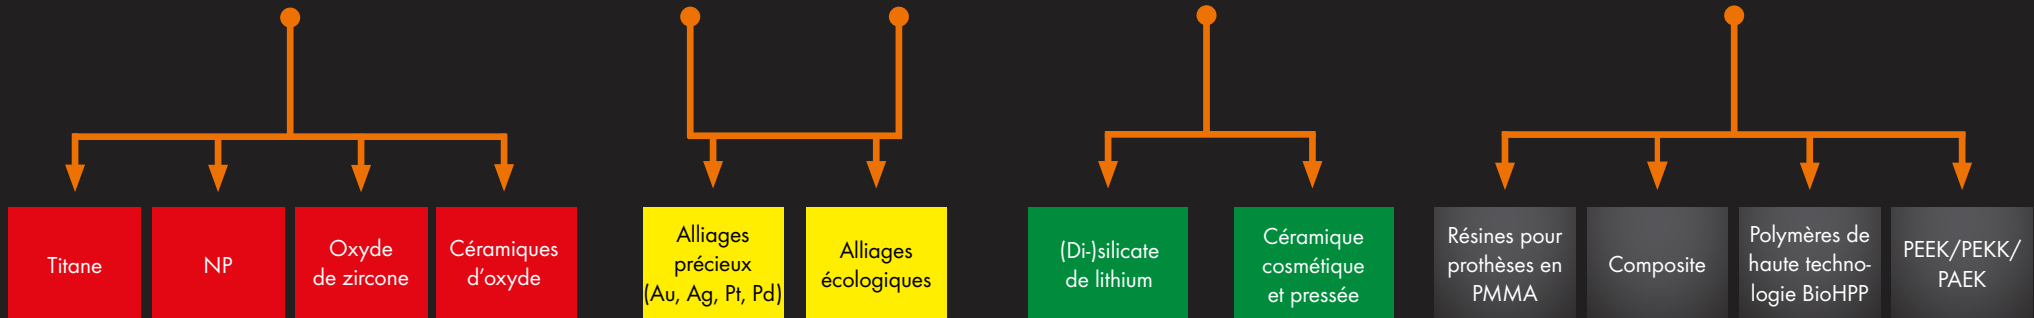 Titane
NP
Oxyde
de zircone
Céramiques
d'oxyde
Alliages
précieux
(Au, Ag, Pt, Pd)
Alliages
écologiques
(Di-)silicate
de lithium
Céramique
cosmétique
et pressée
Résines pour
prothèses en
PMMA
Composite
Polymères de
haute techno-
logie BioHPP
PEEK/PEKK/
PAEK